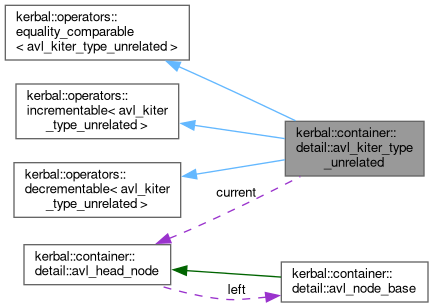 kerbal::operators::
equality_comparable
< avl_kiter_type_unrelated >
kerbal::operators::
incrementable< avl_kiter
_type_unrelated >
kerbal::container::
detail::avl_kiter_type
_unrelated
kerbal::operators::
decrementable< avl_kiter
_type_unrelated >
current
kerbal::container::
detail::avl_head_node
left
kerbal::container::
detail::avl_node_base